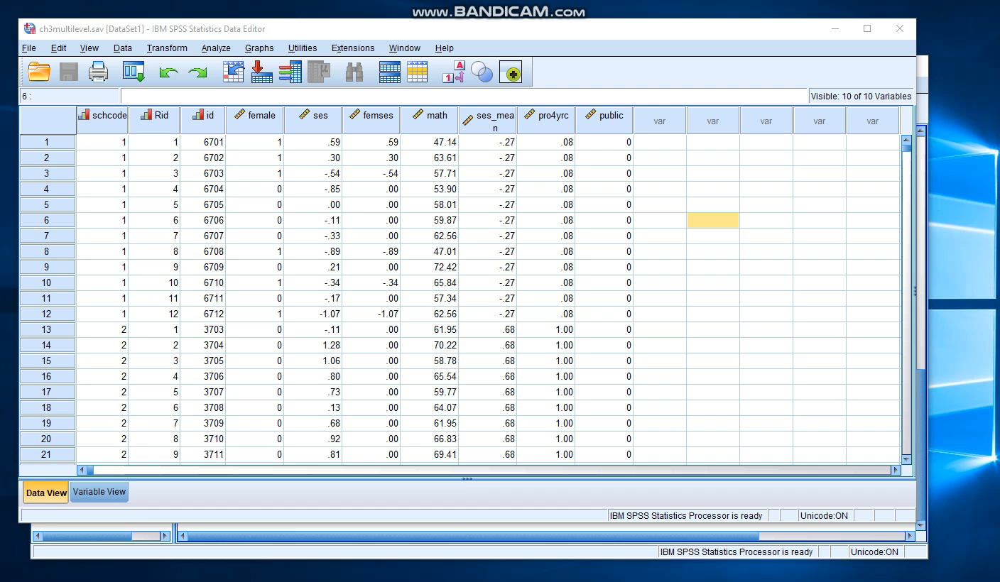 www.BANDICAM.com
ch3multilevel.sav [DataSet1] - IBM SPSS Statistics Data Editor
File Edit View Data Transform Analyze Graphs Utilities Extensions Window Help
6 : Visible: 10 of 10 Variables
schcode Rid id female ses femses math ses_mea pro4yrc public var var var var var
n
1 1 1 6701 1 .59 .59 47.14 -.27 .08 0
2 1 2 6702 1 .30 .30 63.61 -.27 .08 0
3 1 3 6703 1 -.54 -.54 57.71 -.27 .08 0
4 1 4 6704 0 -.85 .00 53.90 -.27 .08 0
5 1 5 6705 0 .00 .00 58.01 -.27 .08 0
6 1 6 6706 0 -.11 .00 59.87 -.27 .08 0
7 1 7 6707 0 -.33 .00 62.56 -.27 .08 0
8 1 8 6708 1 -.89 -.89 47.01 -.27 .08 0
9 1 9 6709 0 .21 .00 72.42 -.27 .08 0
10 1 10 6710 1 -.34 -.34 65.84 -.27 .08 0
11 1 11 6711 0 -.17 .00 57.34 -.27 .08 0
12 1 12 6712 1 -1.07 -1.07 62.56 -.27 .08 0
13 2 1 3703 0 -.11 .00 61.95 .68 1.00 0
14 2 2 3704 0 1.28 .00 70.22 .68 1.00 0
15 2 3 3705 0 1.06 .00 58.78 .68 1.00 0
16 2 4 3706 0 .80 .00 65.54 .68 1.00 0
17 2 5 3707 0 .73 .00 59.77 .68 1.00 0
18 2 6 3708 0 .13 .00 64.07 .68 1.00 0
19 2 7 3709 0 .68 .00 61.95 .68 1.00 0
20 2 8 3710 0 .92 .00 66.83 .68 1.00 0
21 2 9 3711 0 .81 .00 69.41 .68 1.00 0
Data View Variable View
IBM SPSS Statistics Processor is ready Unicode:ON
IBM SPSS Statistics Processor is ready Unicode:ON